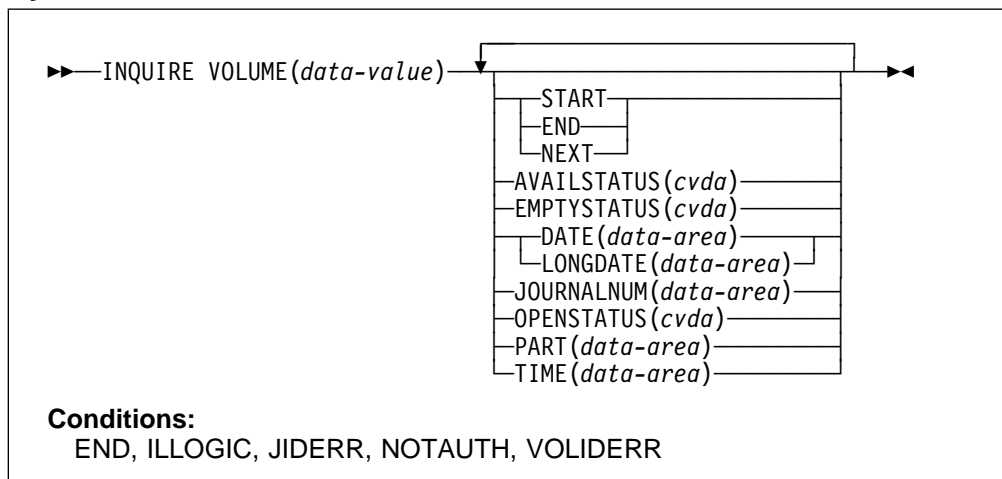 INQUIRE VOLUME(data-value)
START
END
NEXT
AVAILSTATUS(cvda)
EMPTYSTATUS(cvda)
DATE(data-area)
LONGDATE(data-area)
JOURNALNUM(data-area)
OPENSTATUS(cvda)
PART(data-area)
TIME(data-area)
Conditions:
END, ILLOGIC, JIDERR, NOTAUTH, VOLIDERR